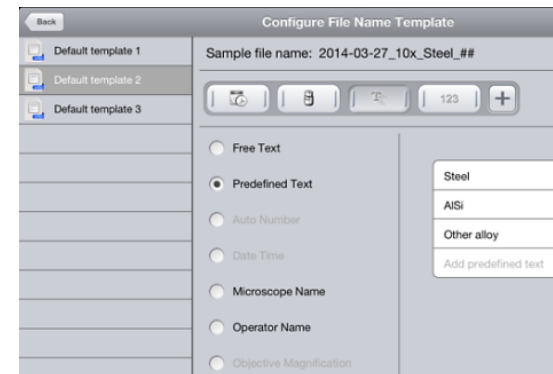 Back
Configure File Name Template
Default template 1
Default template 2
Default template 3
Sample file name: 2014-03-27_10x_Steel_##
T
123
+
Free Text
Predefined Text
Auto Number
Date Time
Microscope Name
Operator Name
Objective Magnification
Steel
AlSi
Other alloy
Add predefined text